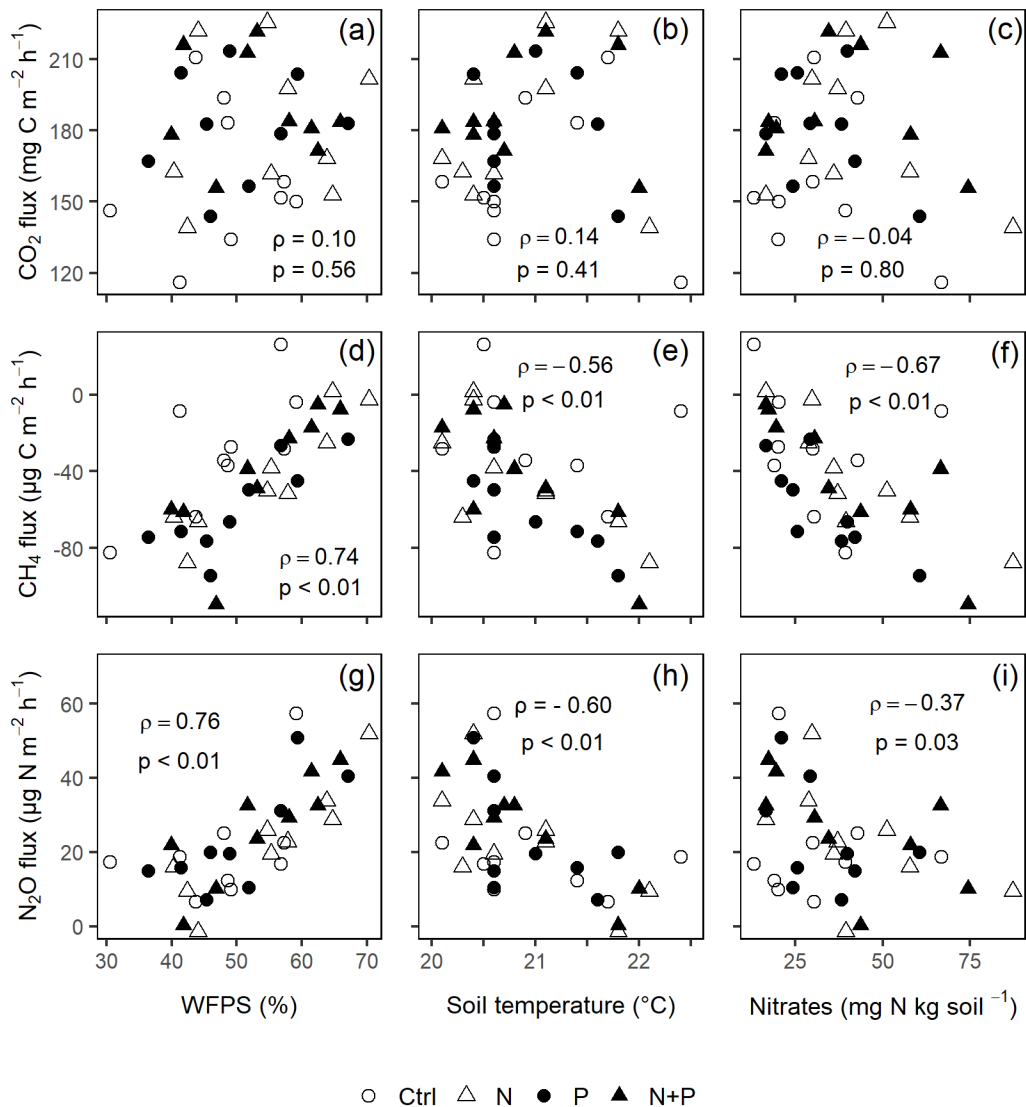 CO₂ flux (mg C m⁻² h⁻¹)
210
180
150
120
(a)
ρ = 0.10
p = 0.56
(b)
ρ = 0.14
p = 0.41
(c)
ρ = − 0.04
p = 0.80
CH₄ flux (µg C m⁻² h⁻¹)
0
-40
-80
(d)
ρ = 0.74
p < 0.01
(e)
ρ = − 0.56
p < 0.01
(f)
ρ = − 0.67
p < 0.01
N₂O flux (µg N m⁻² h⁻¹)
60
40
20
0
(g)
ρ = 0.76
p < 0.01
(h)
ρ = - 0.60
p < 0.01
(i)
ρ = − 0.37
p = 0.03
30 40 50 60 70
20 21 22
25 50 75
WFPS (%)
Soil temperature (°C)
Nitrates (mg N kg soil ⁻¹)
Ctrl N P N+P